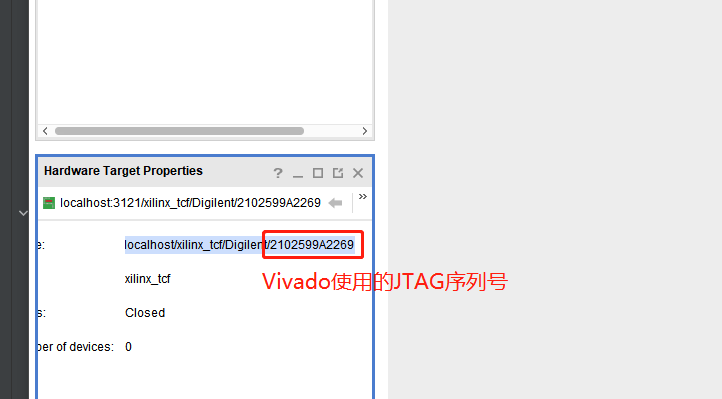 Hardware Target Properties
localhost:3121/xilinx_tcf/Digilent/2102599A2269
e: localhost/xilinx_tcf/Digilent/2102599A2269
xilinx_tcf
Vivado使用的JTAG序列号
s: Closed
ber of devices: 0